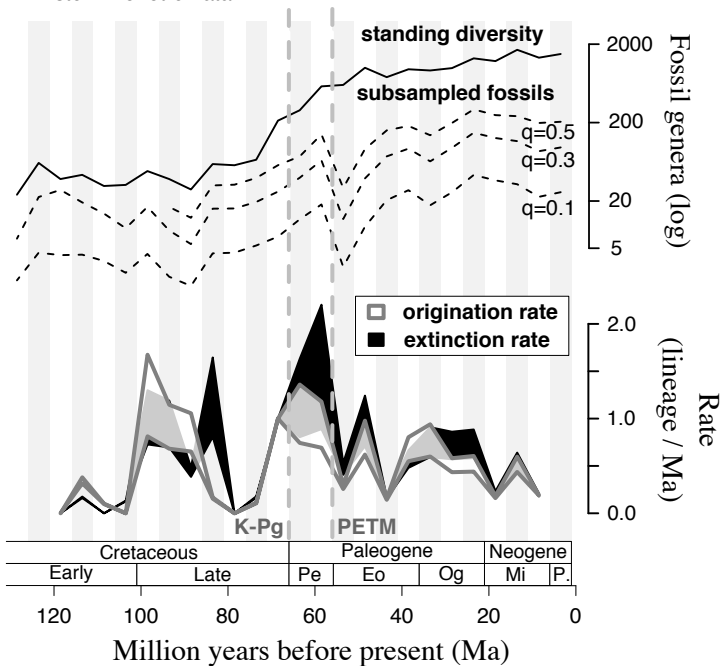 standing diversity
2000
subsampled fossils
200
q=0.5
q=0.3
20
q=0.1
5
Fossil genera (log)
origination rate
extinction rate
2.0
1.0
0.0
Rate
(lineage / Ma)
K-Pg
PETM
Cretaceous
Paleogene
Neogene
Early
Late
Pe
Eo
Og
Mi
P.
120
100
80
60
40
20
0
Million years before present (Ma)